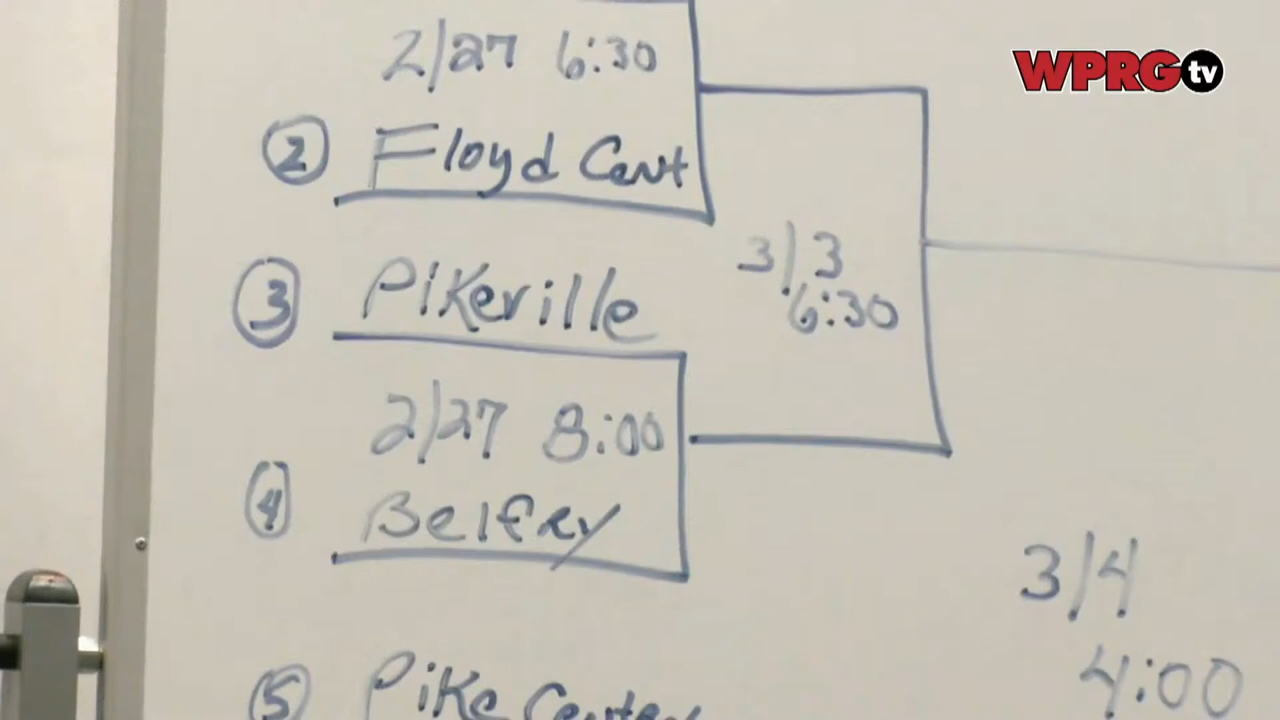 WPRG tv
2/27 6:30
② Floyd Cent
③ Pikeville
3/3
6:30
2/27 8:00
④ Belfry
3/4
4:00
⑤ Pike Center